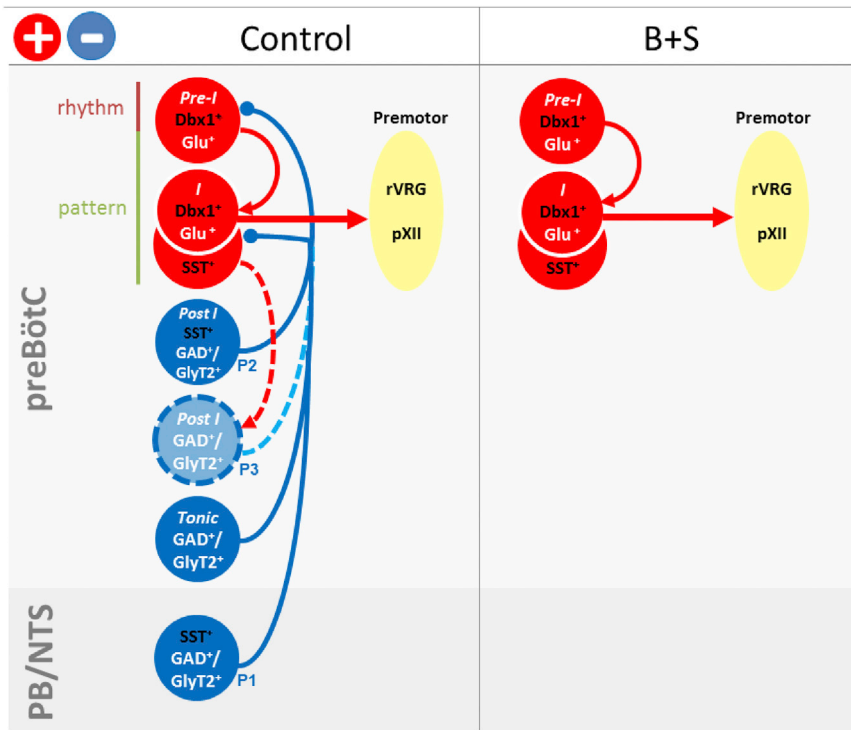 + −
Control
B+S
rhythm
pattern
preBötC
PB/NTS
Pre-I
Dbx1⁺
Glu⁺
I
Dbx1⁺
Glu⁺
SST⁺
Premotor
rVRG
pXII
Post I
SST⁺
GAD⁺/
GlyT2⁺
P2
Post I
GAD⁺/
GlyT2⁺
P3
Tonic
GAD⁺/
GlyT2⁺
SST⁺
GAD⁺/
GlyT2⁺
P1
Pre-I
Dbx1⁺
Glu⁺
I
Dbx1⁺
Glu⁺
SST⁺
Premotor
rVRG
pXII